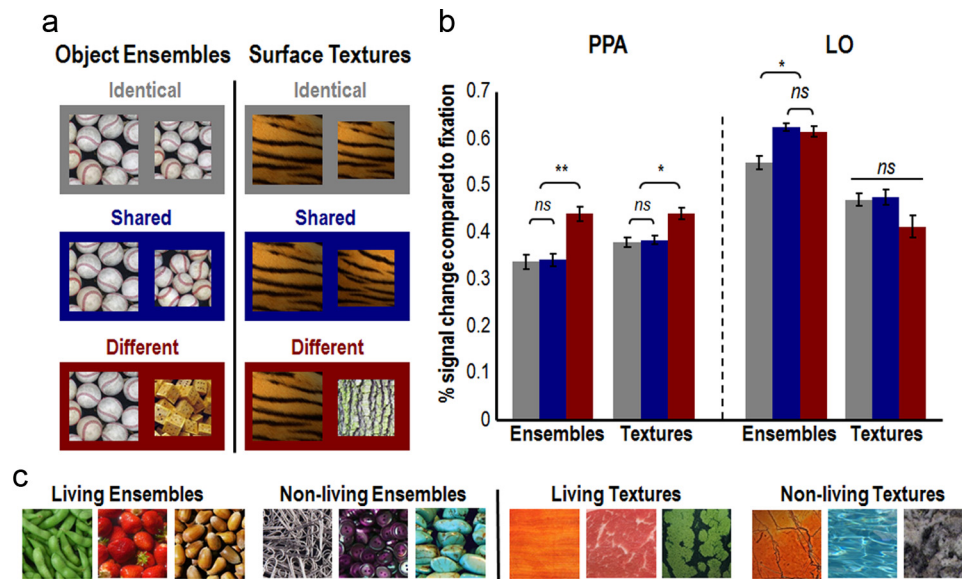 a
Object Ensembles
Surface Textures
Identical
Identical
Shared
Shared
Different
Different
b
PPA
LO
% signal change compared to fixation
0.7
0.6
0.5
0.4
0.3
0.2
0.1
0
ns
**
ns
*
*
ns
ns
Ensembles
Textures
Ensembles
Textures
c
Living Ensembles
Non-living Ensembles
Living Textures
Non-living Textures